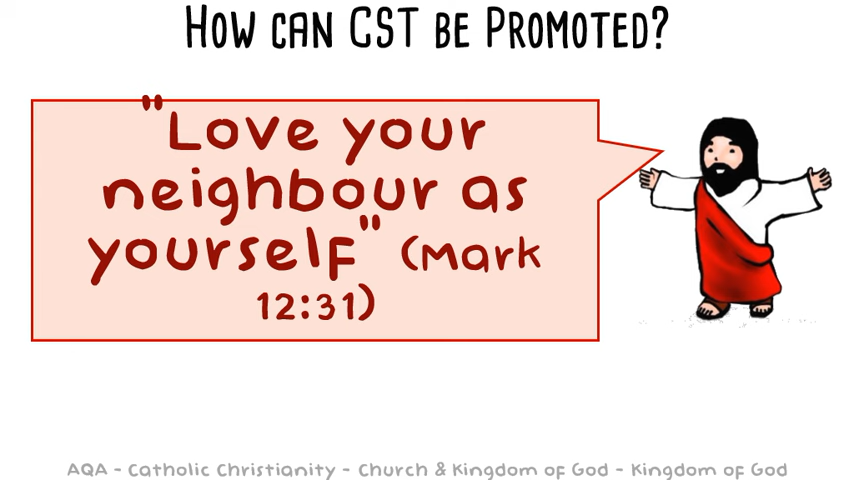 How can CST be Promoted?
"Love your
neighbour as
yourself" (Mark
12:31)
AQA - Catholic Christianity - Church & Kingdom of God - Kingdom of God